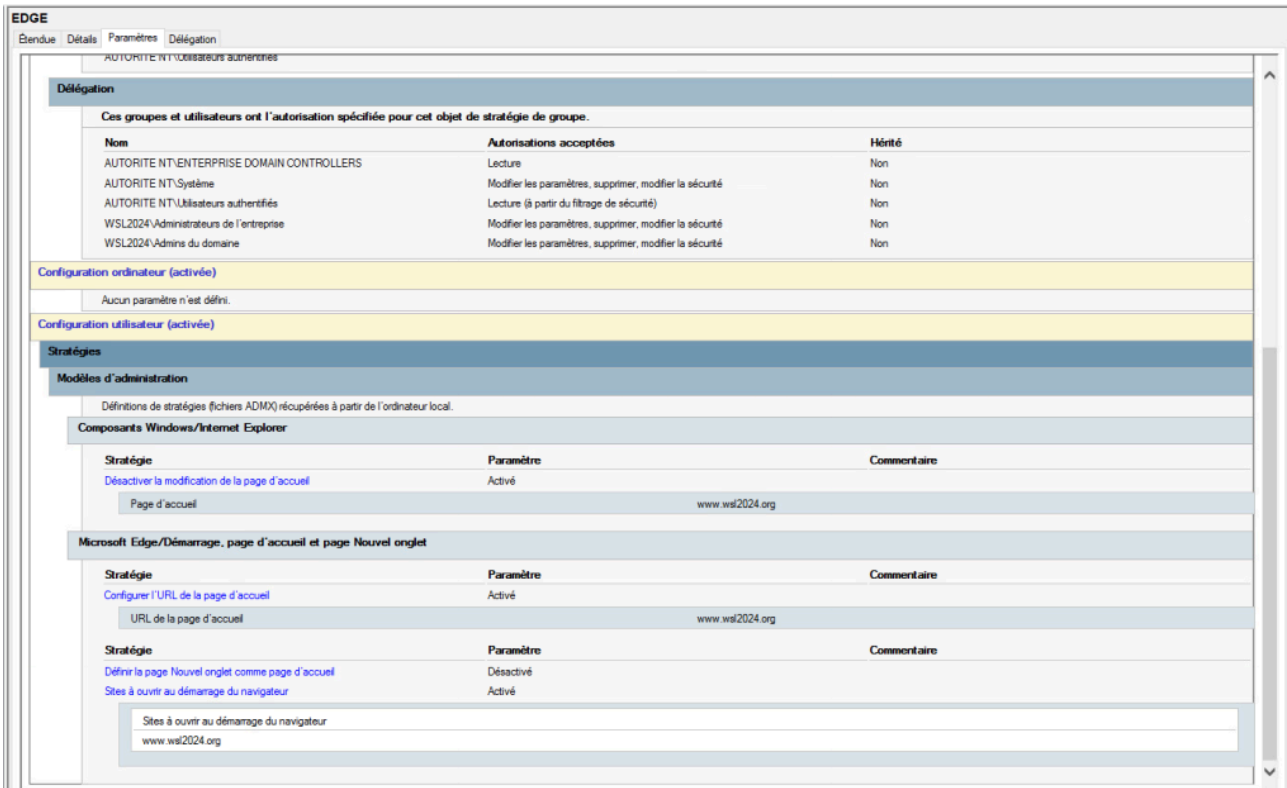 EDGE
Étendue Détails Paramètres Délégation
AUTORITE NT\Utilisateurs authentifiés
Délégation
Ces groupes et utilisateurs ont l'autorisation spécifiée pour cet objet de stratégie de groupe.
Nom Autorisations acceptées Hérité
AUTORITE NT\ENTERPRISE DOMAIN CONTROLLERS Lecture Non
AUTORITE NT\Système Modifier les paramètres, supprimer, modifier la sécurité Non
AUTORITE NT\Utilisateurs authentifiés Lecture (à partir du filtrage de sécurité) Non
WSL2024\Administrateurs de l'entreprise Modifier les paramètres, supprimer, modifier la sécurité Non
WSL2024\Admins du domaine Modifier les paramètres, supprimer, modifier la sécurité Non
Configuration ordinateur (activée)
Aucun paramètre n'est défini.
Configuration utilisateur (activée)
Stratégies
Modèles d'administration
Définitions de stratégies (fichiers ADMX) récupérées à partir de l'ordinateur local.
Composants Windows/Internet Explorer
Stratégie Paramètre Commentaire
Désactiver la modification de la page d'accueil Activé
Page d'accueil www.wsl2024.org
Microsoft Edge/Démarrage, page d'accueil et page Nouvel onglet
Stratégie Paramètre Commentaire
Configurer l'URL de la page d'accueil Activé
URL de la page d'accueil www.wsl2024.org
Stratégie Paramètre Commentaire
Définir la page Nouvel onglet comme page d'accueil Désactivé
Sites à ouvrir au démarrage du navigateur Activé
Sites à ouvrir au démarrage du navigateur
www.wsl2024.org